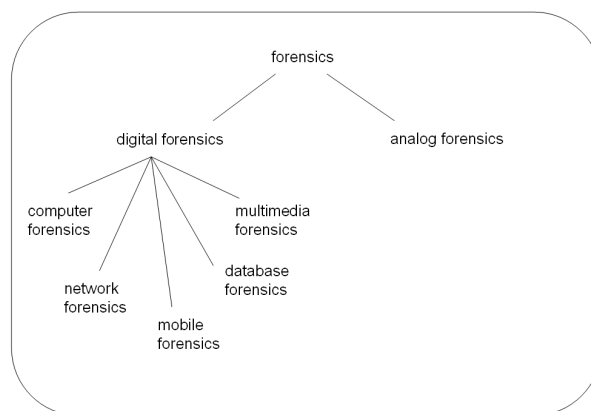 forensics
digital forensics
analog forensics
computer
forensics
multimedia
forensics
network
forensics
database
forensics
mobile
forensics